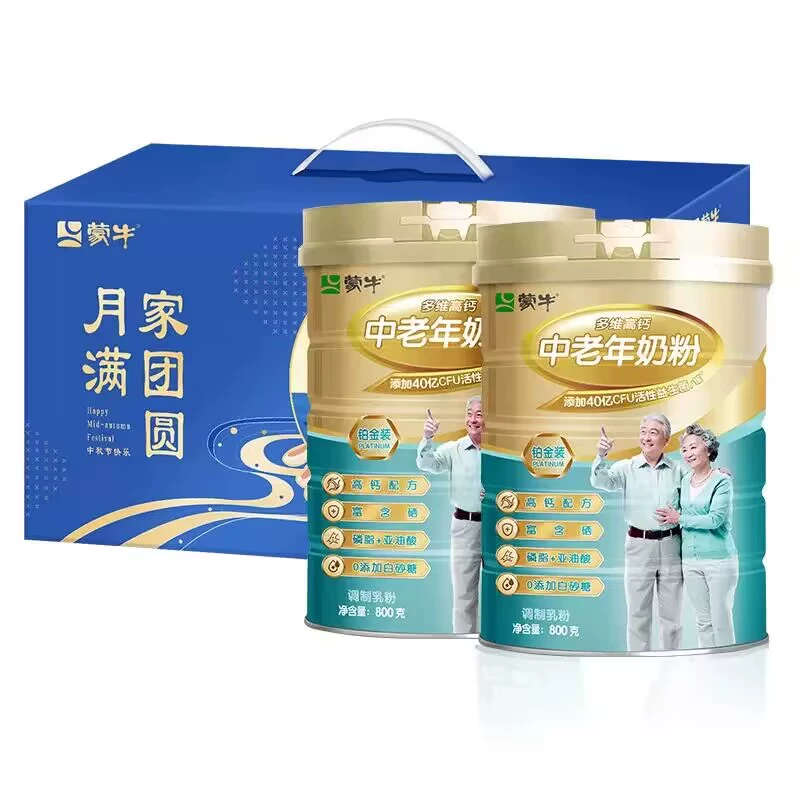 蒙牛
月满
家团圆
Happy
Mid-autumn
Festival
中秋节快乐
蒙牛
蒙牛
多维高钙
中老年奶
添加40亿CFU活性
铂金装
PLATINUM
高钙配方
富含硒
磷脂+亚油酸
0添加白砂糖
调制乳粉
净含量：800克
蒙牛
多维高钙
中老年奶粉
添加40亿CFU活性益生菌
铂金装
PLATINUM
高钙配方
富含硒
磷脂+亚油酸
0添加白砂糖
调制乳粉
净含量：800克